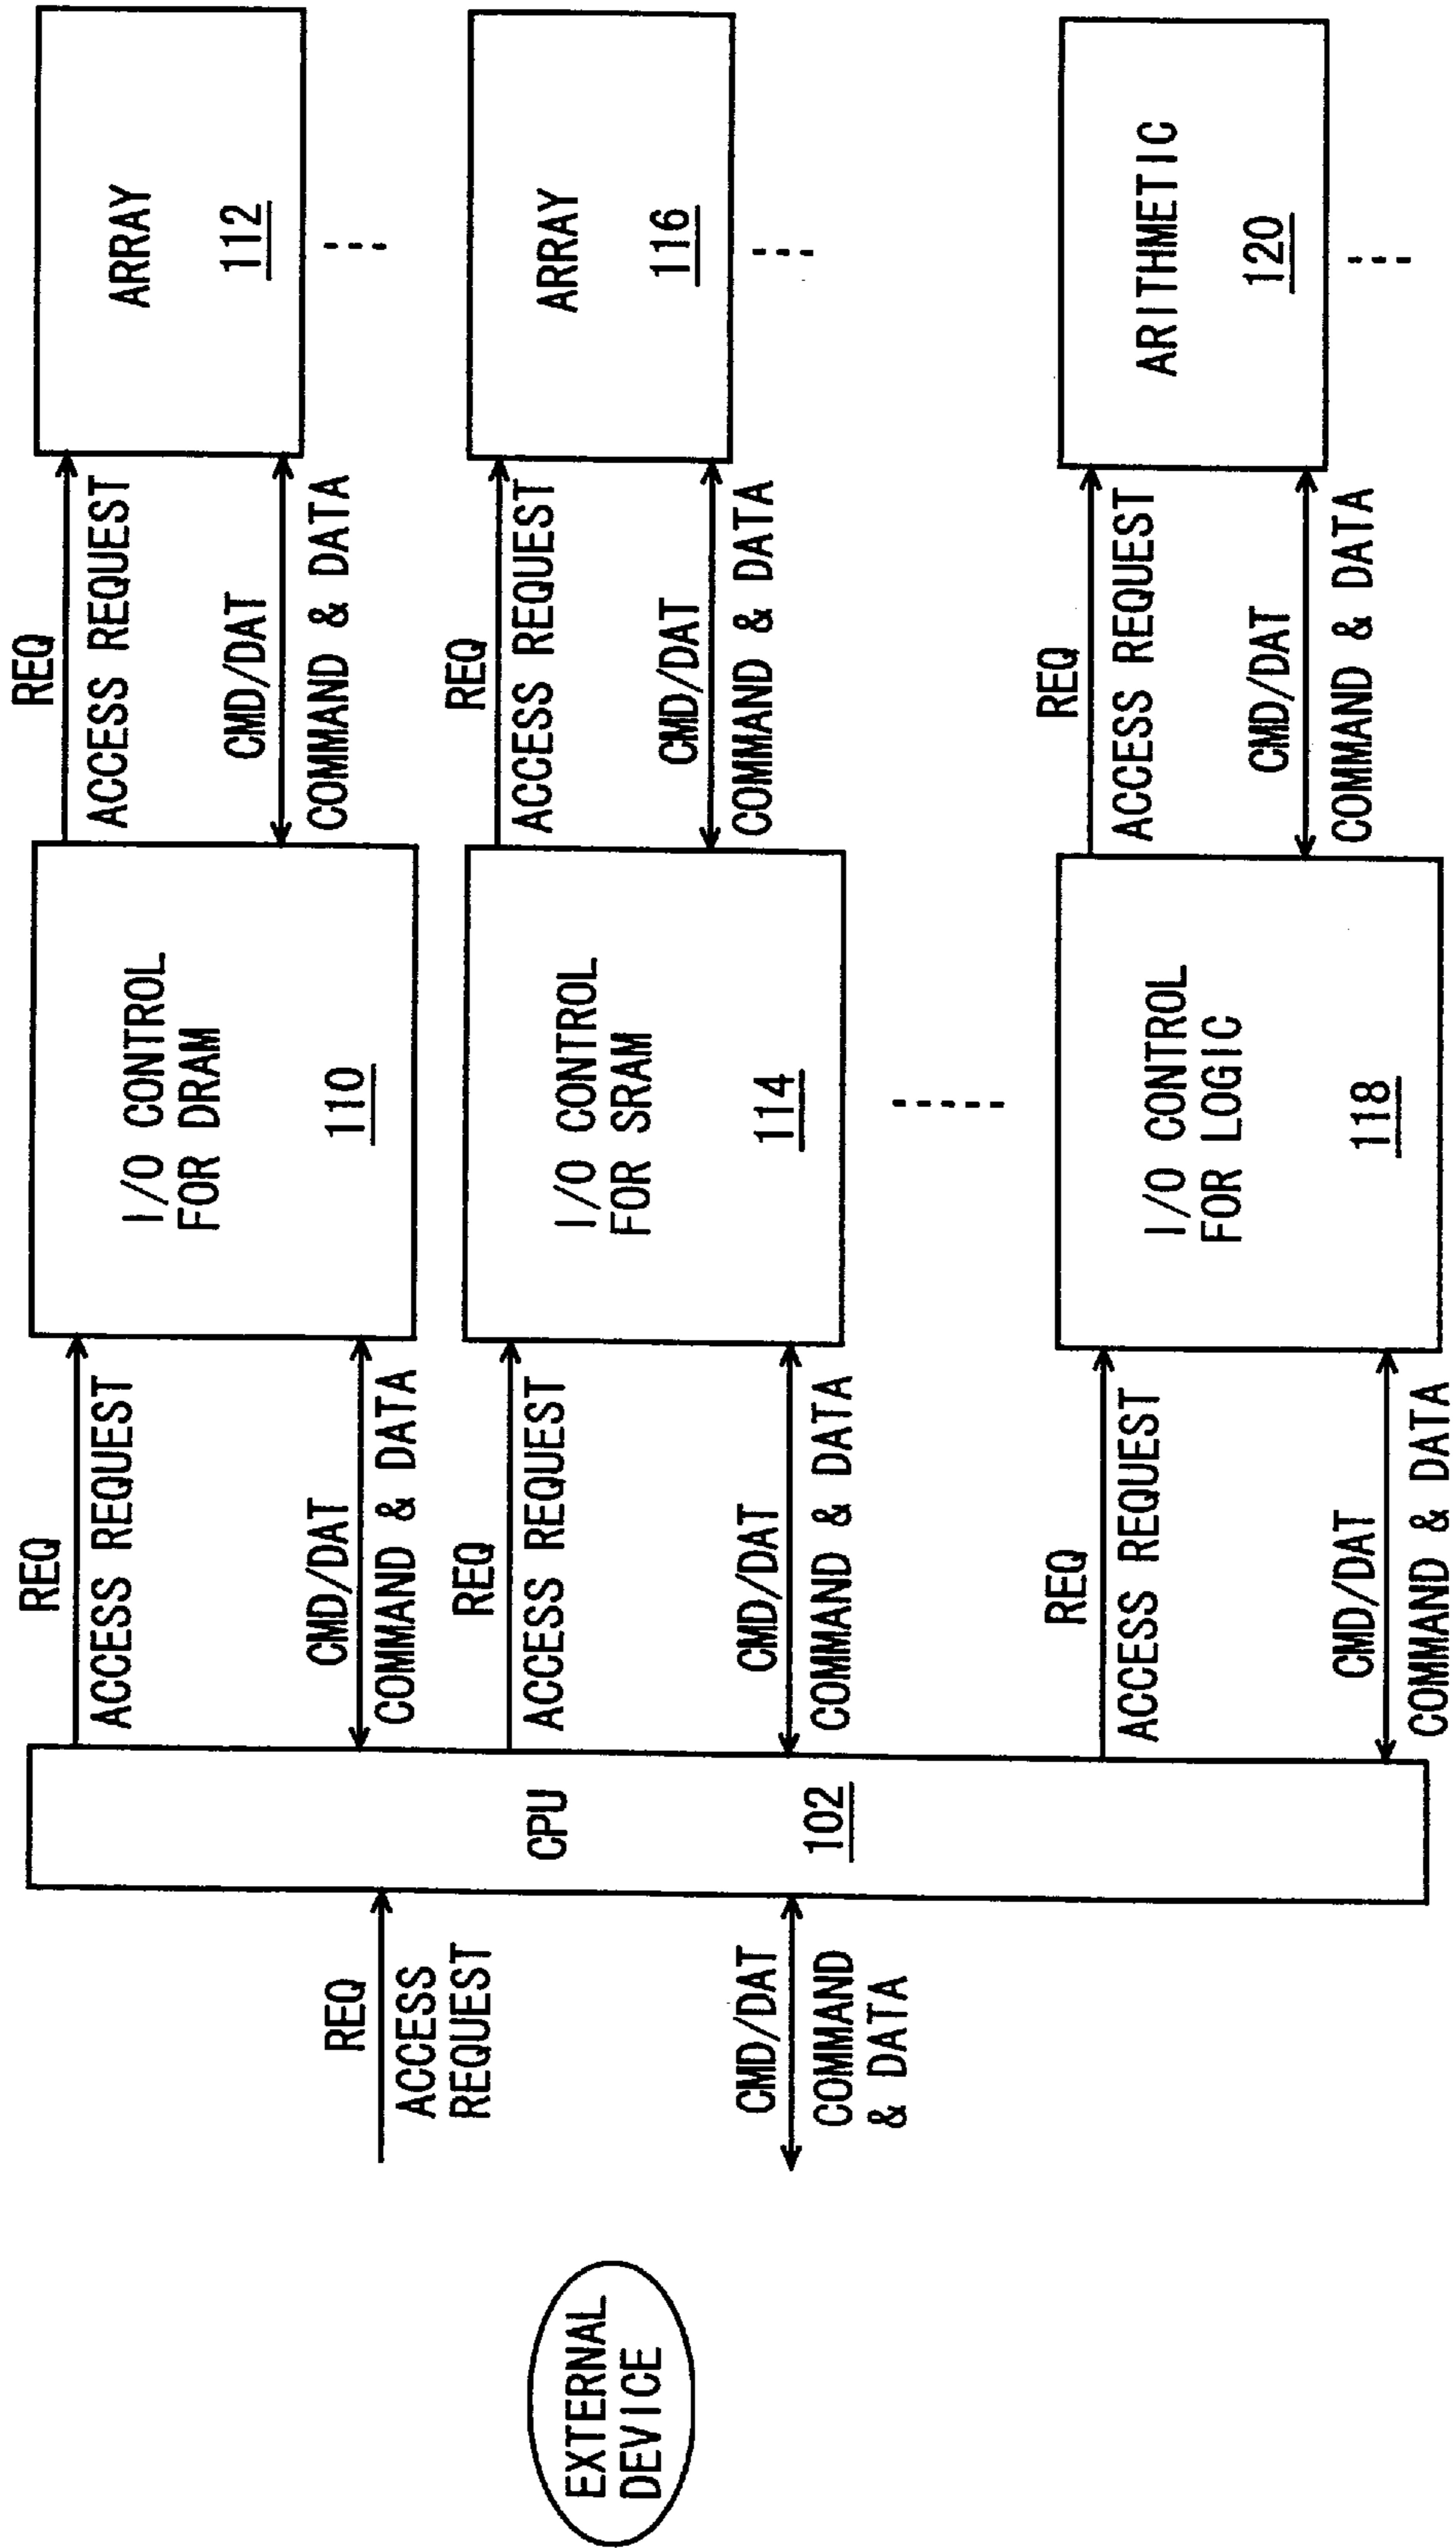 EXTERNAL
DEVICE
REQ
ACCESS
REQUEST
CMD/DAT
COMMAND
& DATA
CPU
102
REQ
ACCESS REQUEST
CMD/DAT
COMMAND & DATA
I/O CONTROL
FOR DRAM
110
REQ
ACCESS REQUEST
CMD/DAT
COMMAND & DATA
ARRAY
112
REQ
ACCESS REQUEST
CMD/DAT
COMMAND & DATA
I/O CONTROL
FOR SRAM
114
REQ
ACCESS REQUEST
CMD/DAT
COMMAND & DATA
ARRAY
116
REQ
ACCESS REQUEST
CMD/DAT
COMMAND & DATA
I/O CONTROL
FOR LOGIC
118
REQ
ACCESS REQUEST
CMD/DAT
COMMAND & DATA
ARITHMETIC
120